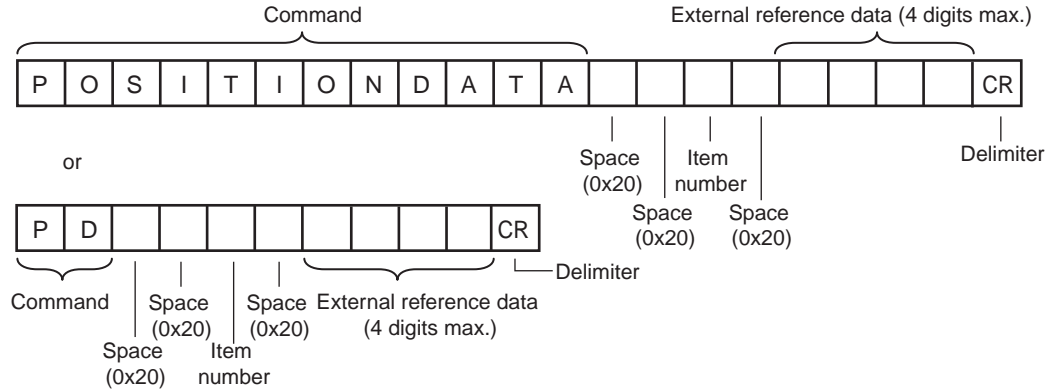 Command
External reference data (4 digits max.)
P O S I T I O N D A T A CR
Space
(0x20)
Item
number
Delimiter
Space
(0x20)
Space
(0x20)
or
P D CR
Delimiter
Command
Space
(0x20)
Space
(0x20)
External reference data
(4 digits max.)
Space
(0x20)
Item
number